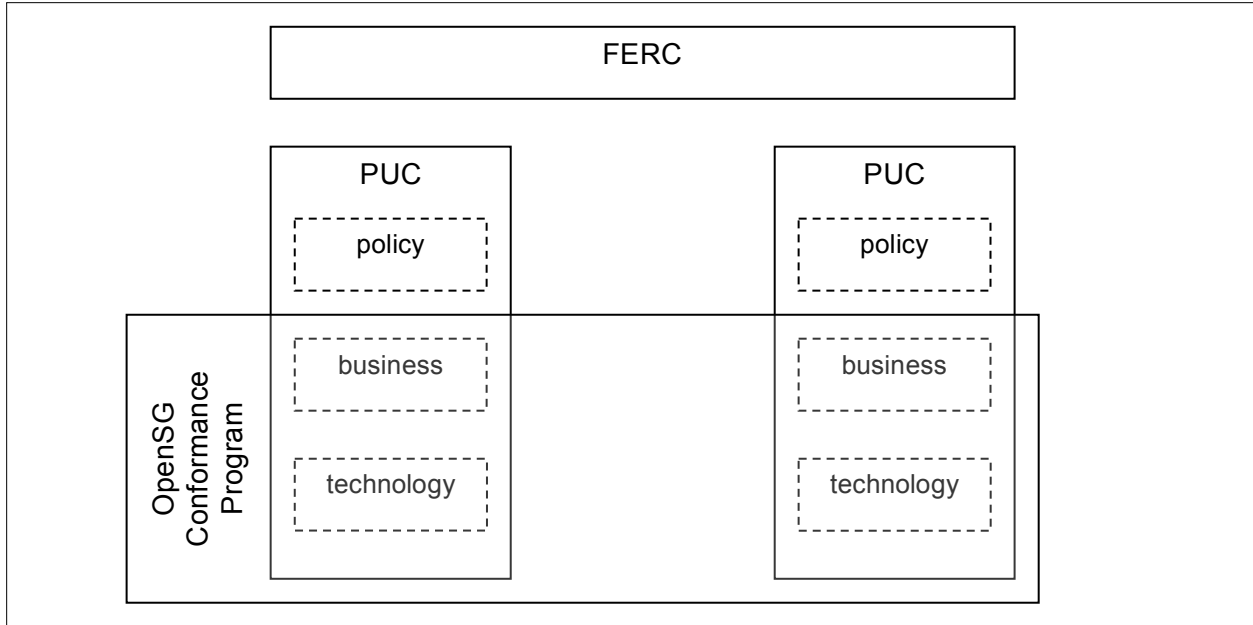 FERC
PUC
policy
business
technology
PUC
policy
business
technology
OpenSG
Conformance
Program